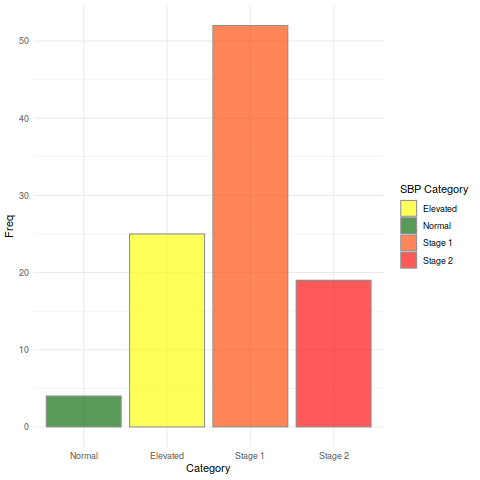 50
40
30
20
10
0
Freq
Normal Elevated Stage 1 Stage 2
Category
SBP Category
Elevated
Normal
Stage 1
Stage 2